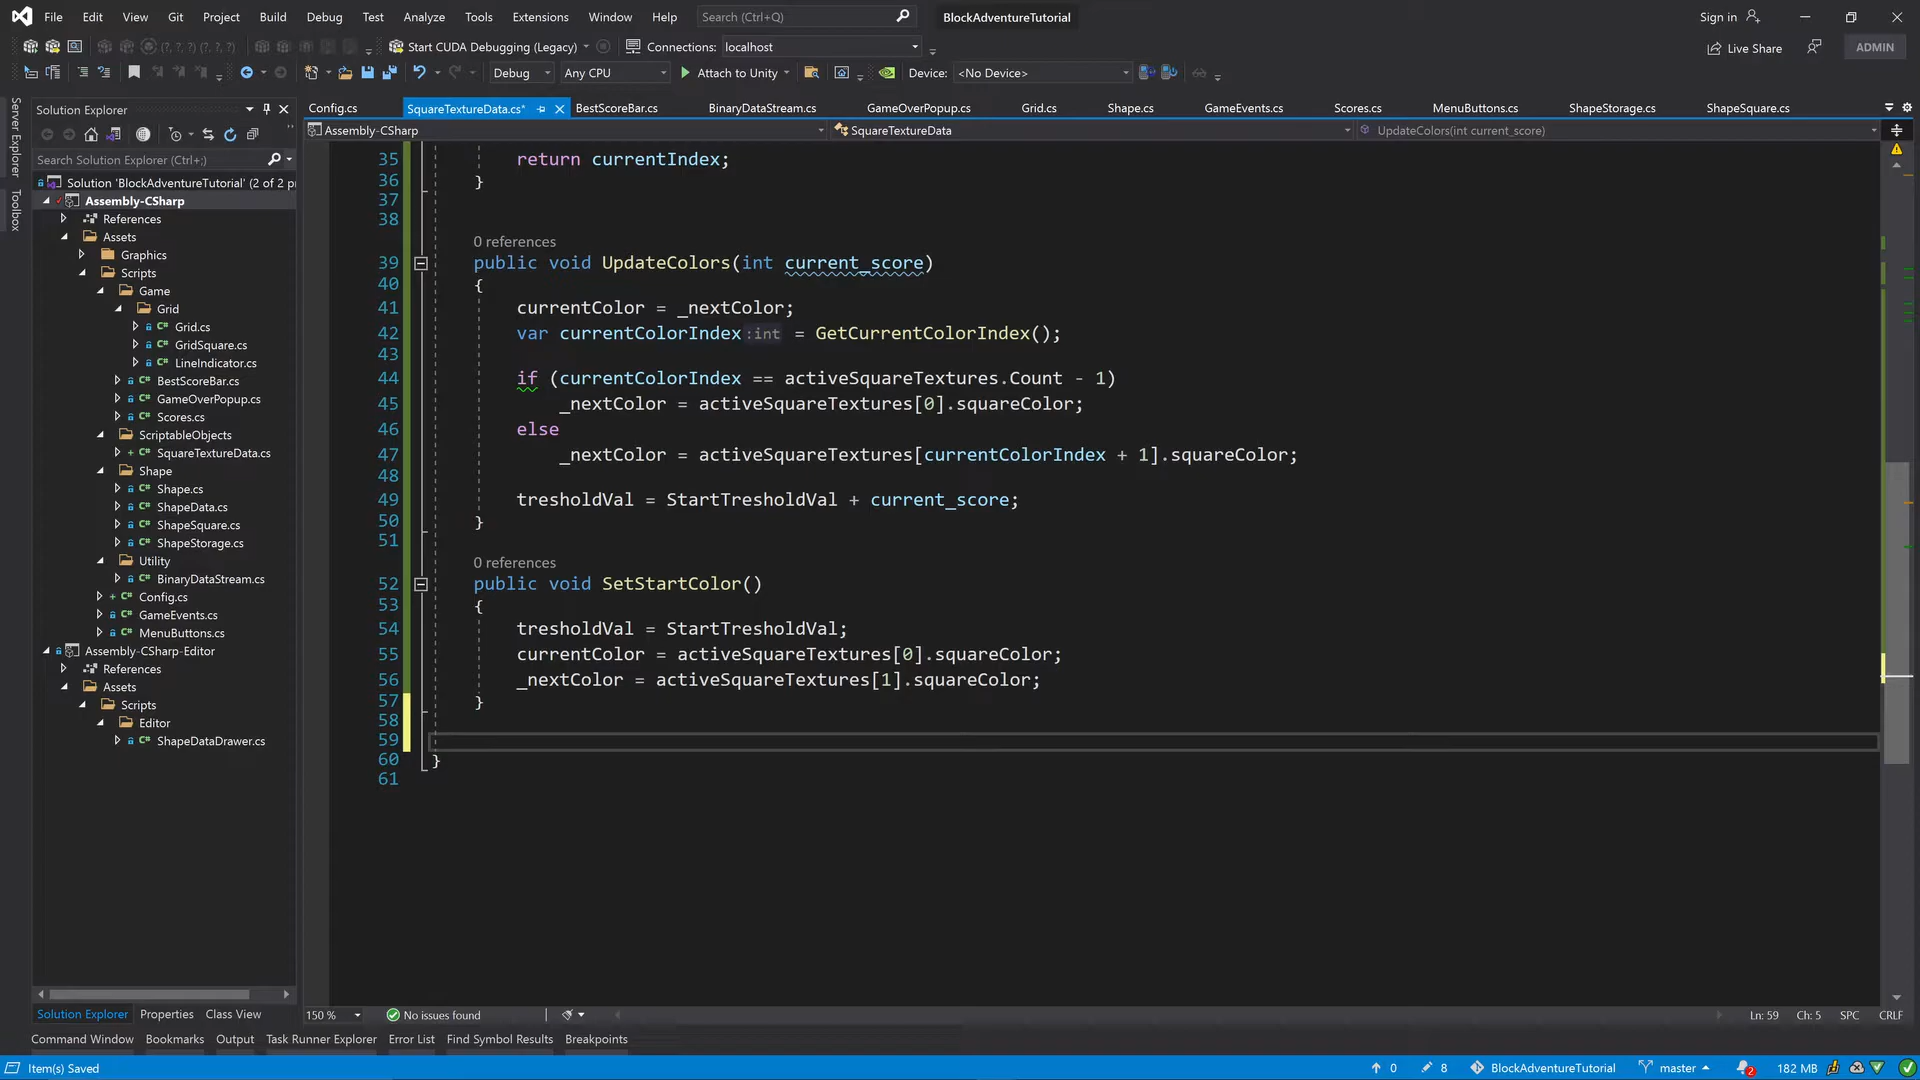 File Edit View Git Project Build Debug Test Analyze Tools Extensions Window Help Search (Ctrl+Q) BlockAdventureTutorial Sign in
(?, ?, ?) (?, ?, ?) Start CUDA Debugging (Legacy) Connections: localhost Live Share ADMIN
Debug Any CPU Attach to Unity Device: <No Device>
Server Explorer
Toolbox
Solution Explorer
Search Solution Explorer (Ctrl+;)
Solution 'BlockAdventureTutorial' (2 of 2 pr
Assembly-CSharp
References
Assets
Graphics
Scripts
Game
Grid
Grid.cs
GridSquare.cs
LineIndicator.cs
BestScoreBar.cs
GameOverPopup.cs
Scores.cs
ScriptableObjects
SquareTextureData.cs
Shape
Shape.cs
ShapeData.cs
ShapeSquare.cs
ShapeStorage.cs
Utility
BinaryDataStream.cs
Config.cs
GameEvents.cs
MenuButtons.cs
Assembly-CSharp-Editor
References
Assets
Scripts
Editor
ShapeDataDrawer.cs
Solution Explorer Properties Class View
Config.cs SquareTextureData.cs* BestScoreBar.cs BinaryDataStream.cs GameOverPopup.cs Grid.cs Shape.cs GameEvents.cs Scores.cs MenuButtons.cs ShapeStorage.cs ShapeSquare.cs
Assembly-CSharp SquareTextureData UpdateColors(int current_score)
35 return currentIndex;
36 }
37
38
0 references
39 public void UpdateColors(int current_score)
40 {
41 currentColor = _nextColor;
42 var currentColorIndex:int = GetCurrentColorIndex();
43
44 if (currentColorIndex == activeSquareTextures.Count - 1)
45 _nextColor = activeSquareTextures[0].squareColor;
46 else
47 _nextColor = activeSquareTextures[currentColorIndex + 1].squareColor;
48
49 tresholdVal = StartTresholdVal + current_score;
50 }
51
0 references
52 public void SetStartColor()
53 {
54 tresholdVal = StartTresholdVal;
55 currentColor = activeSquareTextures[0].squareColor;
56 _nextColor = activeSquareTextures[1].squareColor;
57 }
58
59
60 }
61
150 % No issues found Ln: 59 Ch: 5 SPC CRLF
Command Window Bookmarks Output Task Runner Explorer Error List Find Symbol Results Breakpoints
Item(s) Saved 0 8 BlockAdventureTutorial master 2 182 MB